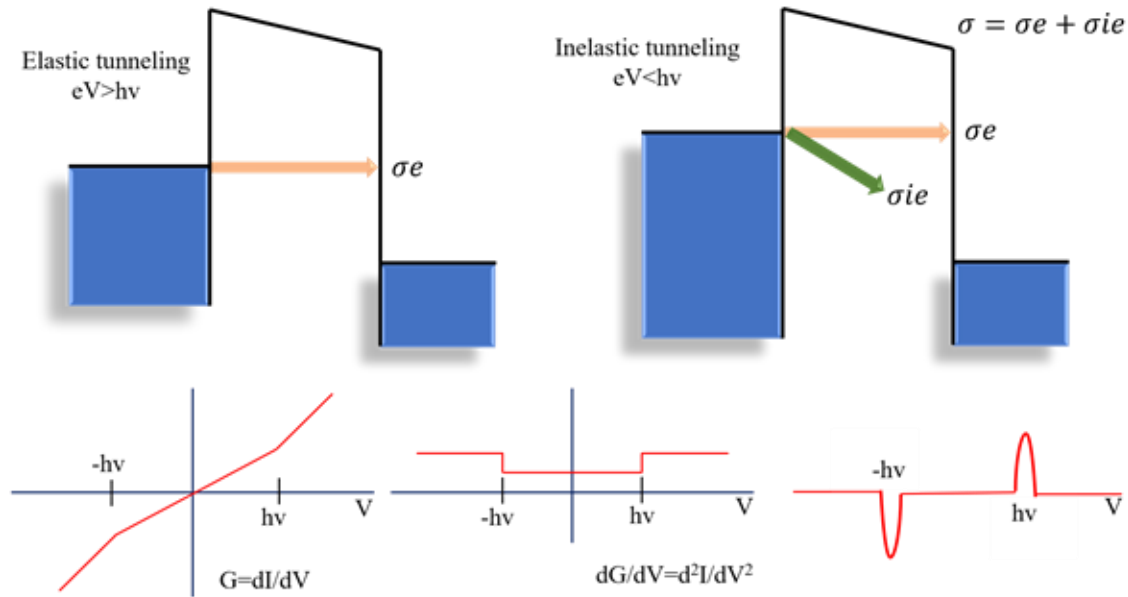 Elastic tunneling
eV>hv
σe
Inelastic tunneling
eV<hv
σ = σe + σie
σe
σie
-hv
hv
V
G=dI/dV
-hv
hv
V
dG/dV=d²I/dV²
-hv
hv
V